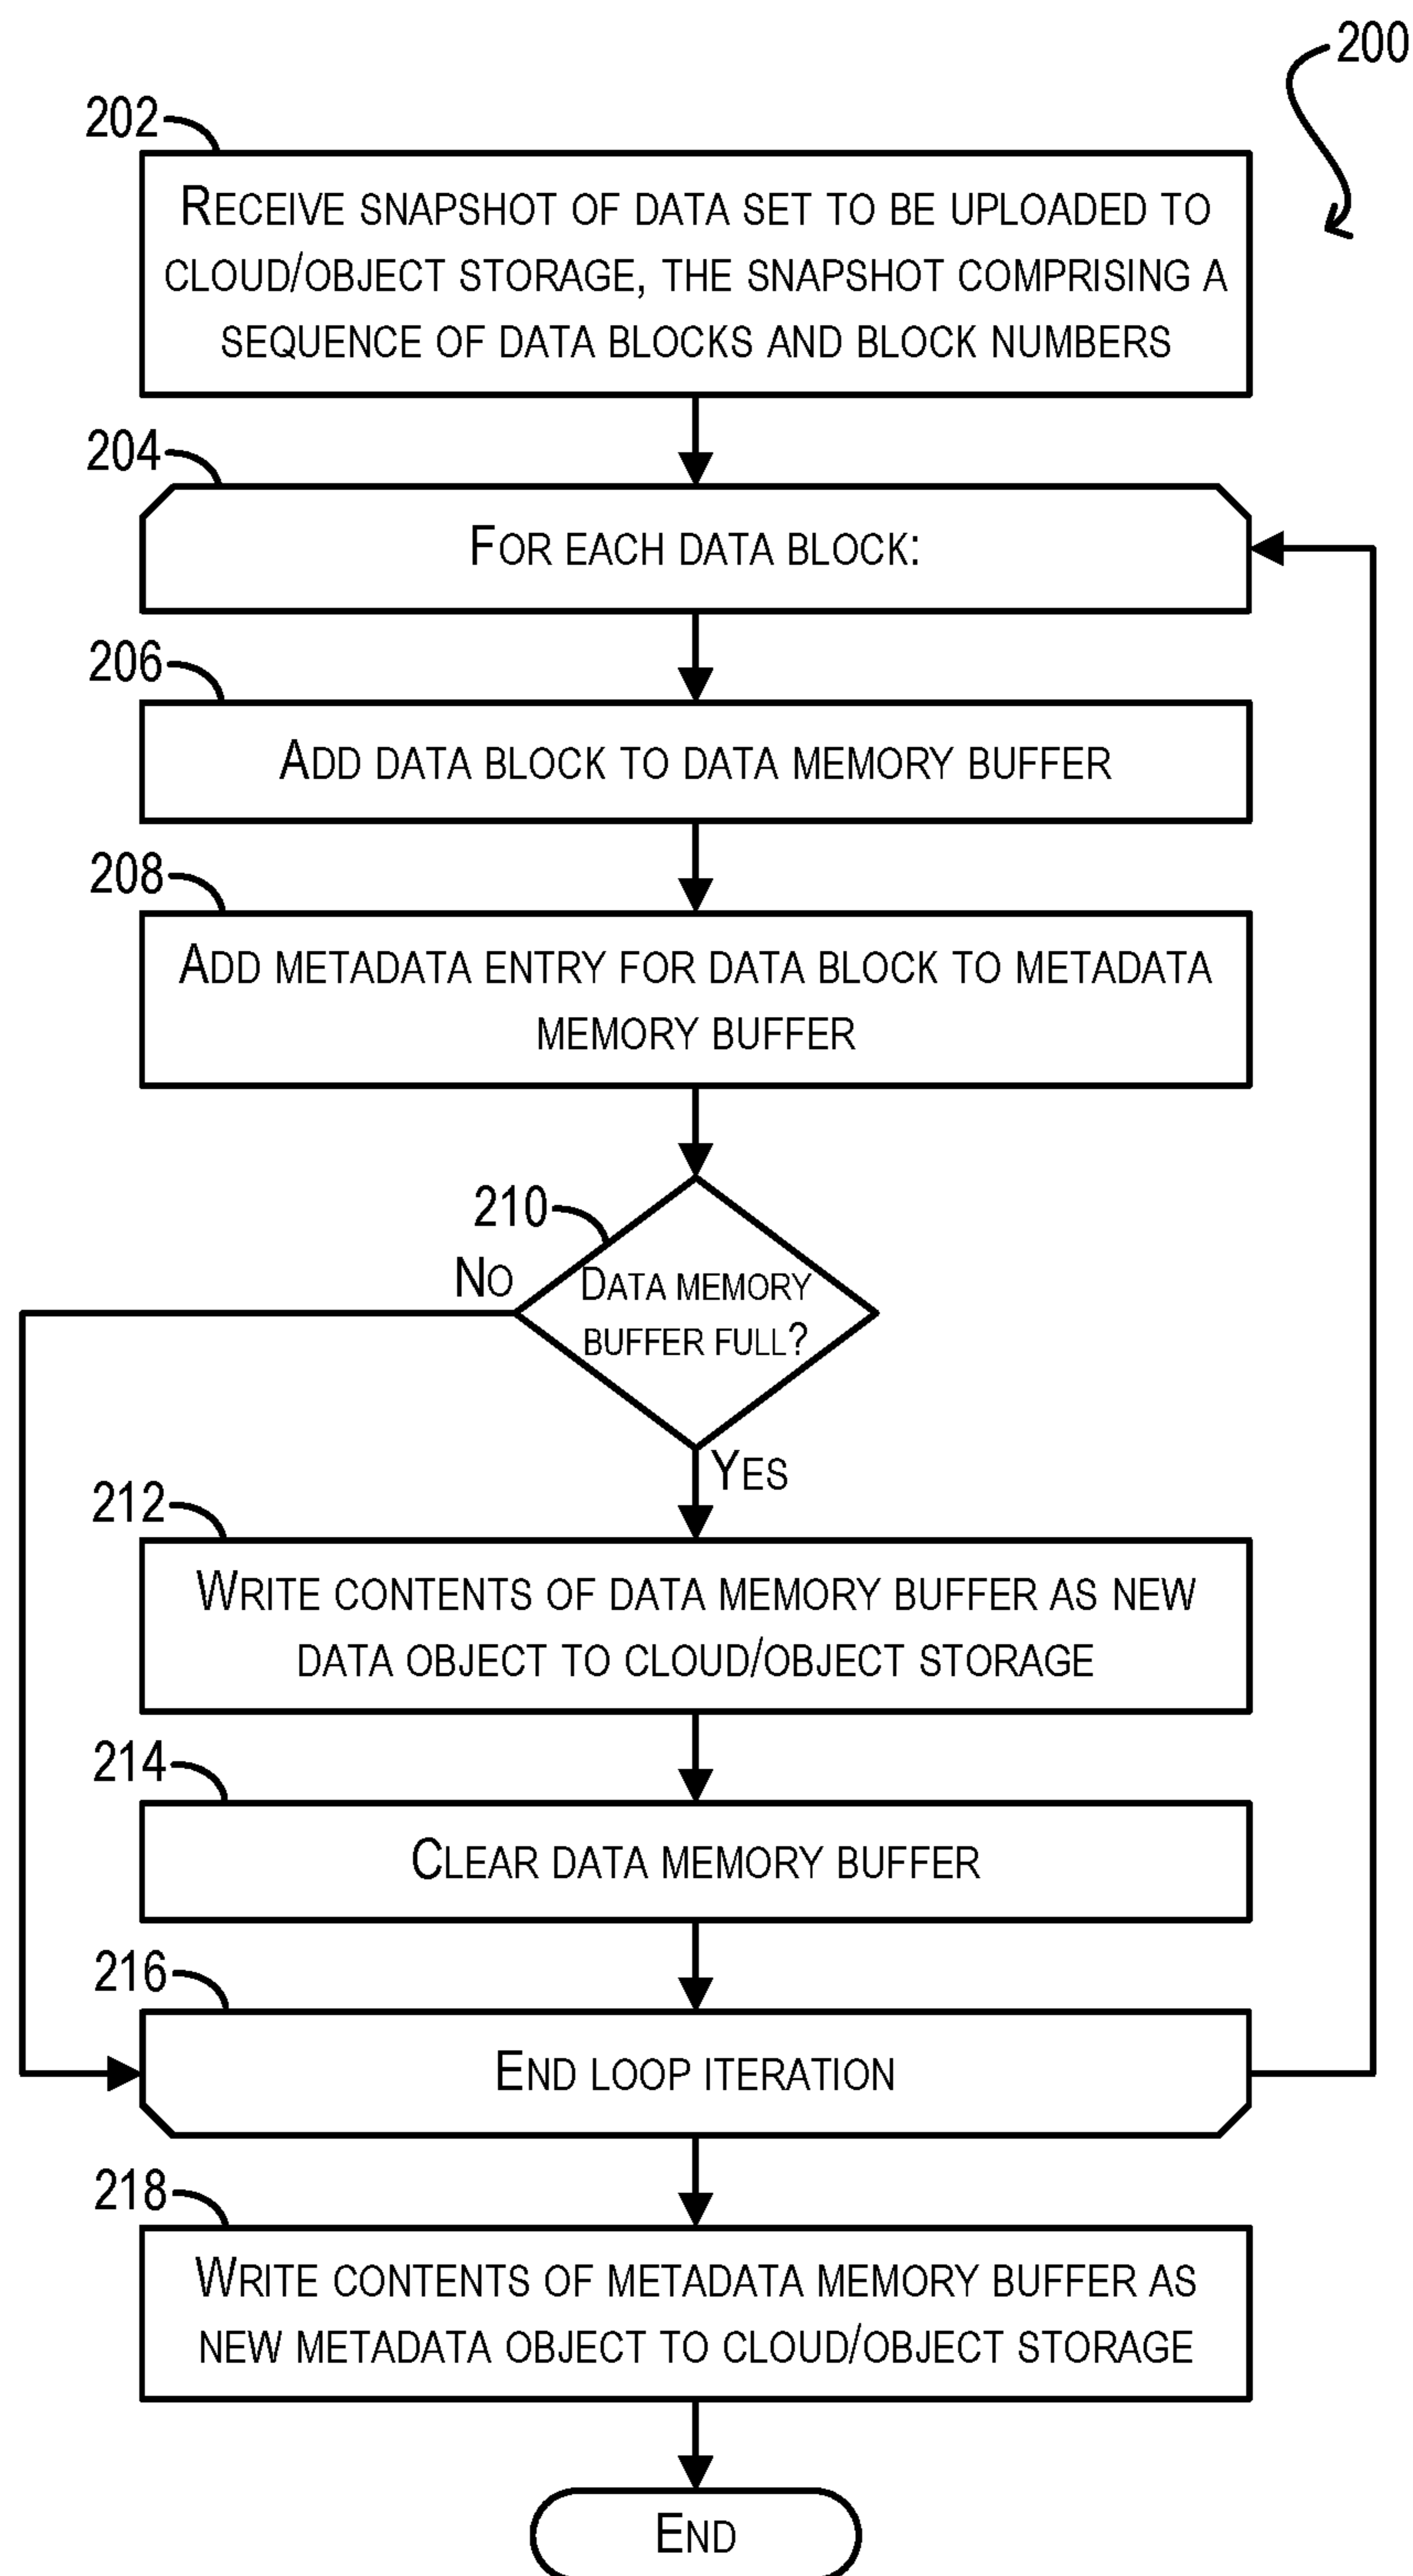 200
202
RECEIVE SNAPSHOT OF DATA SET TO BE UPLOADED TO
CLOUD/OBJECT STORAGE, THE SNAPSHOT COMPRISING A
SEQUENCE OF DATA BLOCKS AND BLOCK NUMBERS
204
FOR EACH DATA BLOCK:
206
ADD DATA BLOCK TO DATA MEMORY BUFFER
208
ADD METADATA ENTRY FOR DATA BLOCK TO METADATA
MEMORY BUFFER
210
NO
DATA MEMORY
BUFFER FULL?
YES
212
WRITE CONTENTS OF DATA MEMORY BUFFER AS NEW
DATA OBJECT TO CLOUD/OBJECT STORAGE
214
CLEAR DATA MEMORY BUFFER
216
END LOOP ITERATION
218
WRITE CONTENTS OF METADATA MEMORY BUFFER AS
NEW METADATA OBJECT TO CLOUD/OBJECT STORAGE
END